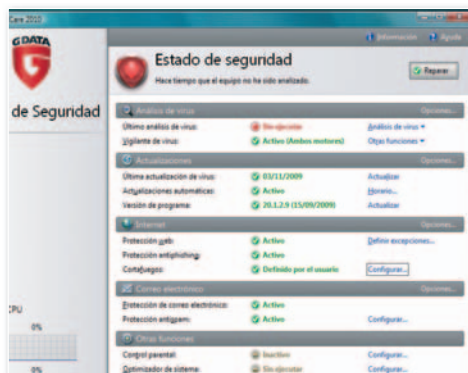 Care 2010
Información Ayuda
G DATA
Estado de seguridad
Hace tiempo que el equipo no ha sido analizado.
Reparar
de Seguridad
Análisis de virus Opciones...
Último análisis de virus: Sin ejecutar Análisis de virus
Vigilante de virus: Activo (Ambos motores) Otras funciones
Actualizaciones Opciones...
Última actualización de virus: 03/11/2009 Actualizar
Actualizaciones automáticas: Activo Horario...
Versión de programa: 20.1.2.9 (15/09/2009) Actualizar
Internet Opciones...
Protección web: Activo Definir excepciones...
Protección antiphishing: Activo
Cortafuegos: Definido por el usuario Configurar...
Correo electrónico Opciones...
Protección de correo electrónico: Activo
Protección antispam: Activo Configurar...
Otras funciones
Control parental: Inactivo Configurar...
Optimizador de sistema: Sin ejecutar Configurar...
CPU
0%
0%